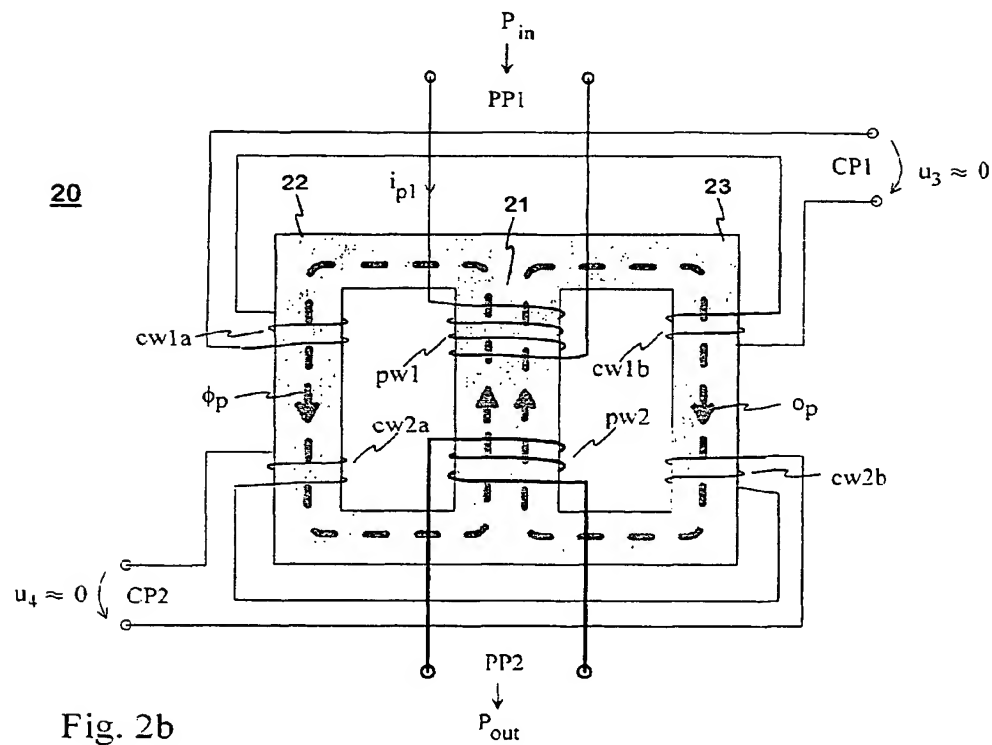 P_in
PP1
CP1
u_3 ≈ 0
20
22
i_p1
21
23
cw1a
pw1
cw1b
ϕ_p
o_p
cw2a
pw2
cw2b
u_4 ≈ 0
CP2
PP2
P_out
Fig. 2b